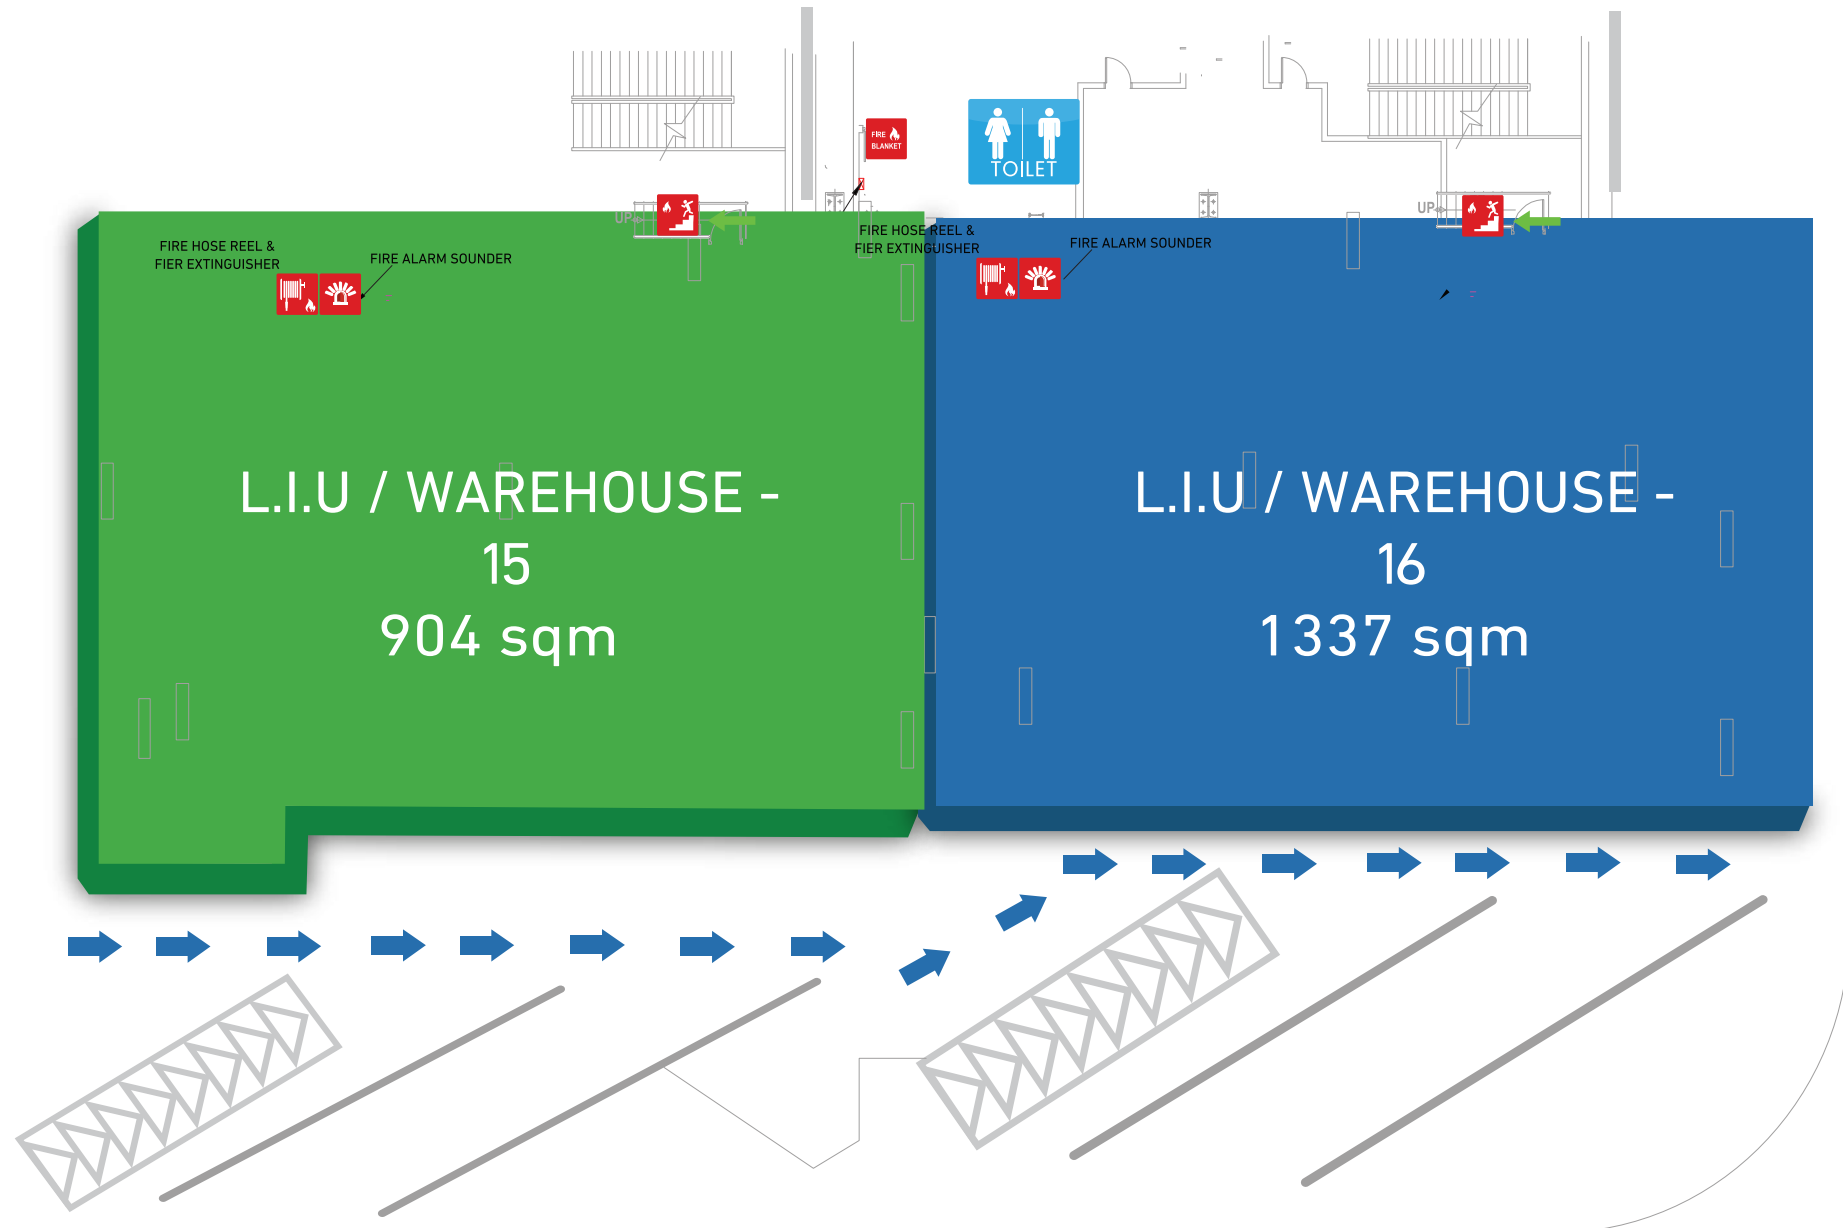 FIRE
BLANKET
TOILET
UP
UP
FIRE HOSE REEL &
FIER EXTINGUISHER
FIRE ALARM SOUNDER
FIRE HOSE REEL &
FIER EXTINGUISHER
FIRE ALARM SOUNDER
L.I.U / WAREHOUSE -
15
904 sqm
L.I.U / WAREHOUSE -
16
1337 sqm